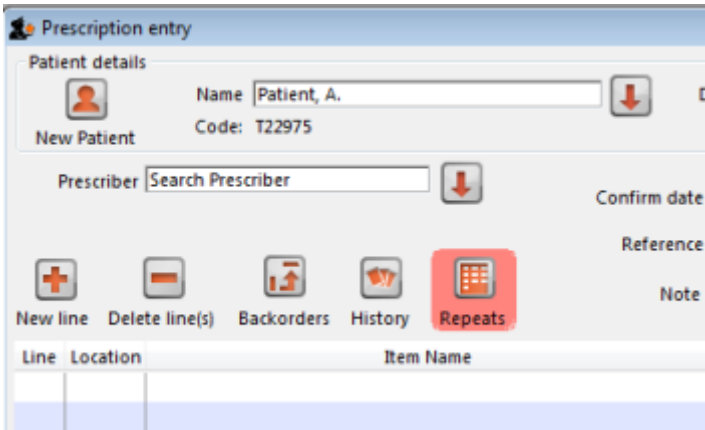 Prescription entry
Patient details
Name Patient, A.
Code: T22975
New Patient
Prescriber Search Prescriber
Confirm date
Reference
Note
New line Delete line(s) Backorders History Repeats
Line Location Item Name